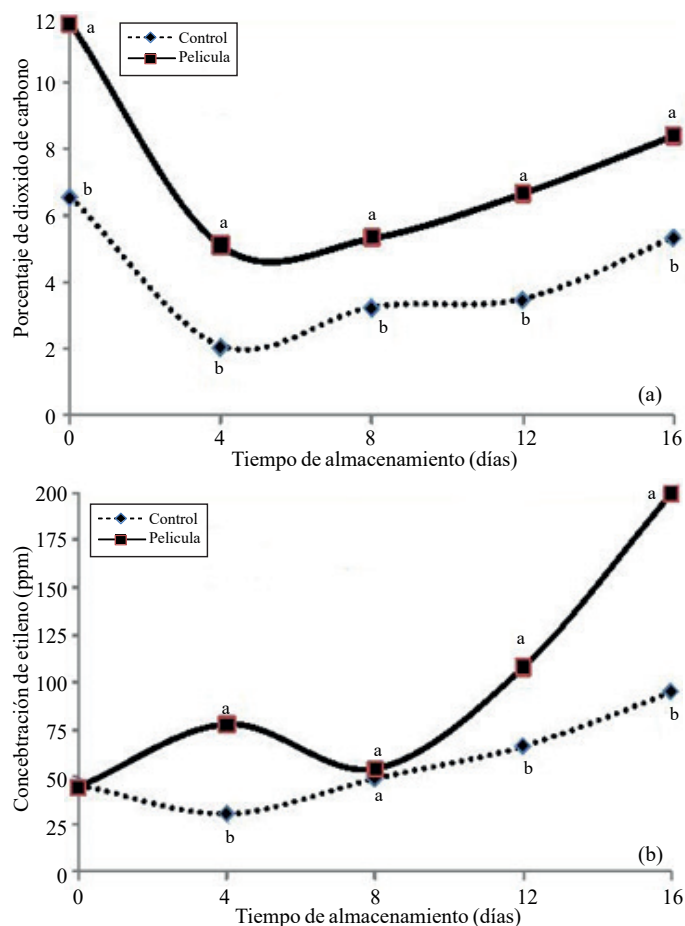 12
10
8
6
4
2
0
Porcentaje de dioxido de carbono
Control
Pelicula
a
b
a
b
a
b
a
b
a
b
(a)
0 4 8 12 16
Tiempo de almacenamiento (días)
200
175
150
125
100
75
50
25
0
Concebtración de etileno (ppm)
Control
Pelicula
a
b
a
a
a
b
a
b
(b)
0 4 8 12 16
Tiempo de almacenamiento (días)